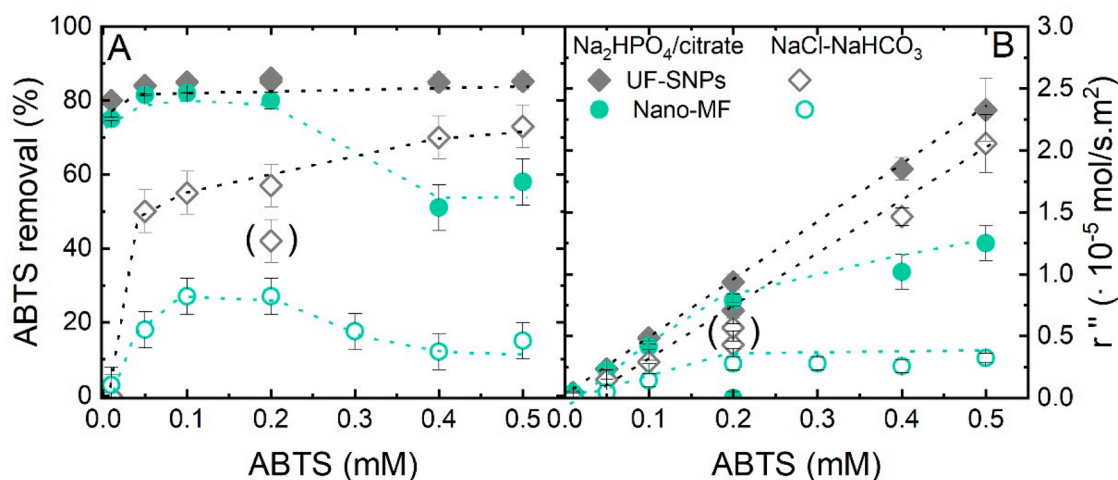 A
ABTS removal (%)
100
80
60
40
20
0
( )
0.0 0.1 0.2 0.3 0.4 0.5
ABTS (mM)
Na₂HPO₄/citrate NaCl-NaHCO₃ B
UF-SNPs
Nano-MF
( )
3.0
2.5
2.0
1.5
1.0
0.5
0.0
r " (· 10⁻⁵ mol/s.m²)
0.0 0.1 0.2 0.3 0.4 0.5
ABTS (mM)